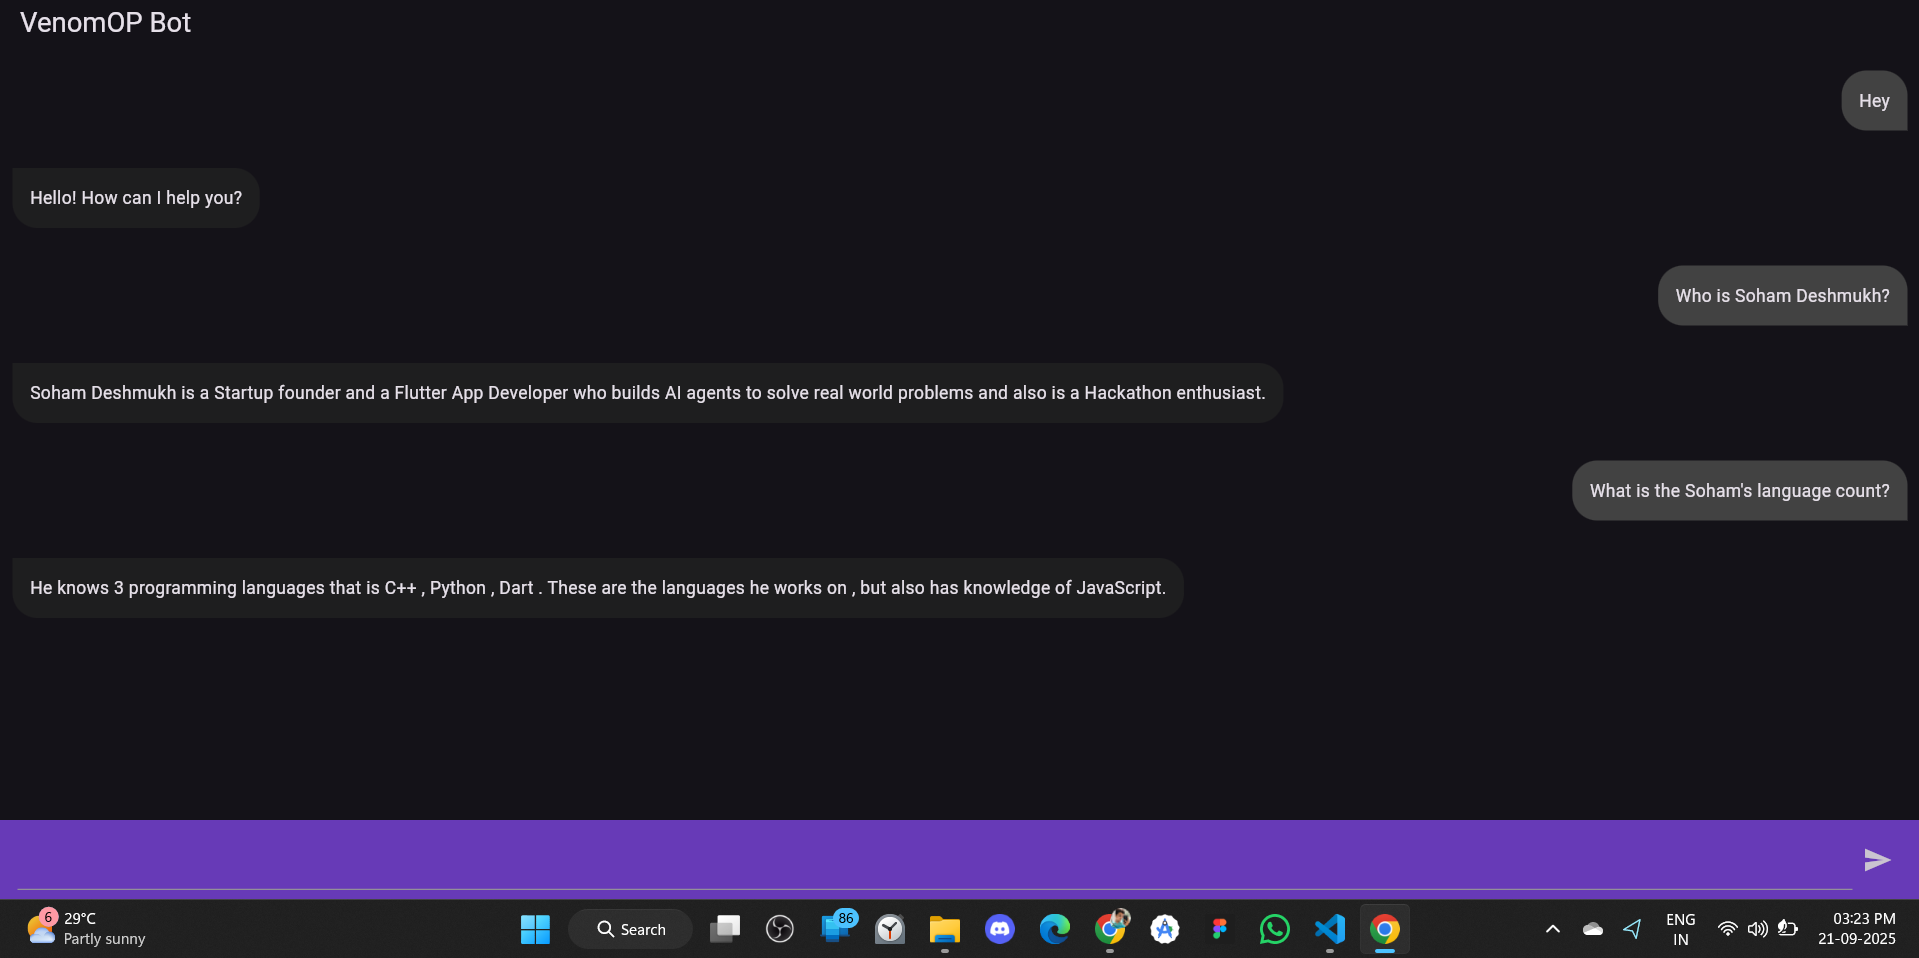 VenomOP Bot
Hey
Hello! How can I help you?
Who is Soham Deshmukh?
Soham Deshmukh is a Startup founder and a Flutter App Developer who builds AI agents to solve real world problems and also is a Hackathon enthusiast.
What is the Soham's language count?
He knows 3 programming languages that is C++ , Python , Dart . These are the languages he works on , but also has knowledge of JavaScript.
6
29°C
Partly sunny
Search
86
ENG
IN
03:23 PM
21-09-2025